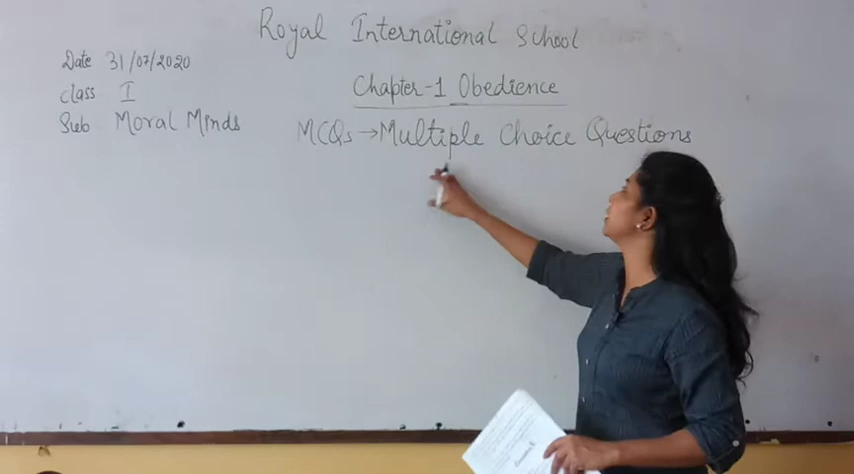 Royal International School
Date 31/07/2020
Class I
Sub Moral Minds
Chapter-1 Obedience
MCQs → Multiple Choice Questions